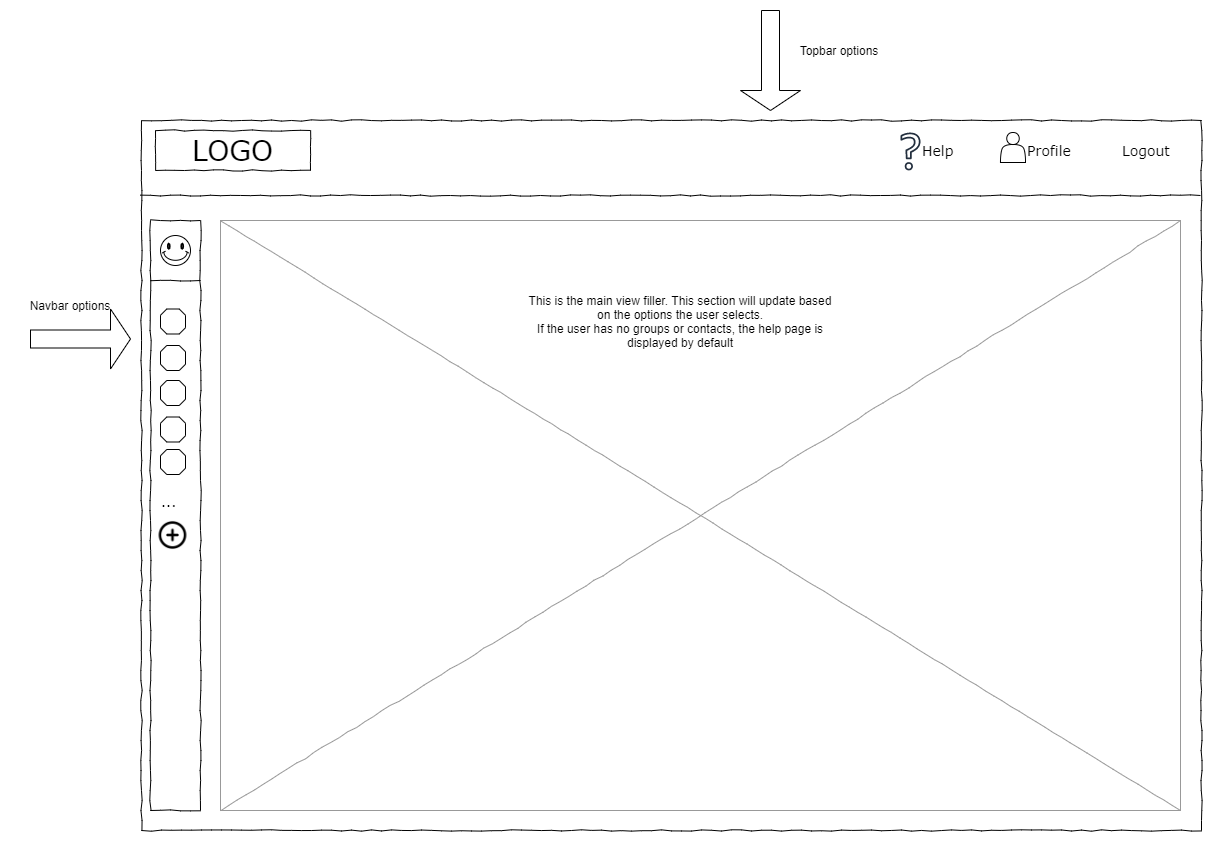 Topbar options
LOGO
Help
Profile
Logout
Navbar options
This is the main view filler. This section will update based
on the options the user selects.
If the user has no groups or contacts, the help page is
displayed by default
...